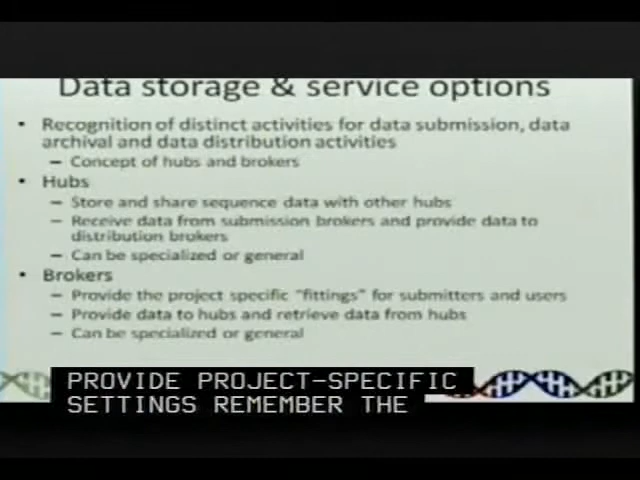 Data storage & service options
• Recognition of distinct activities for data submission, data
archival and data distribution activities
– Concept of hubs and brokers
• Hubs
– Store and share sequence data with other hubs
– Receive data from submission brokers and provide data to
distribution brokers
– Can be specialized or general
• Brokers
– Provide the project specific "fittings" for submitters and users
– Provide data to hubs and retrieve data from hubs
– Can be specialized or general
PROVIDE PROJECT-SPECIFIC
SETTINGS REMEMBER THE